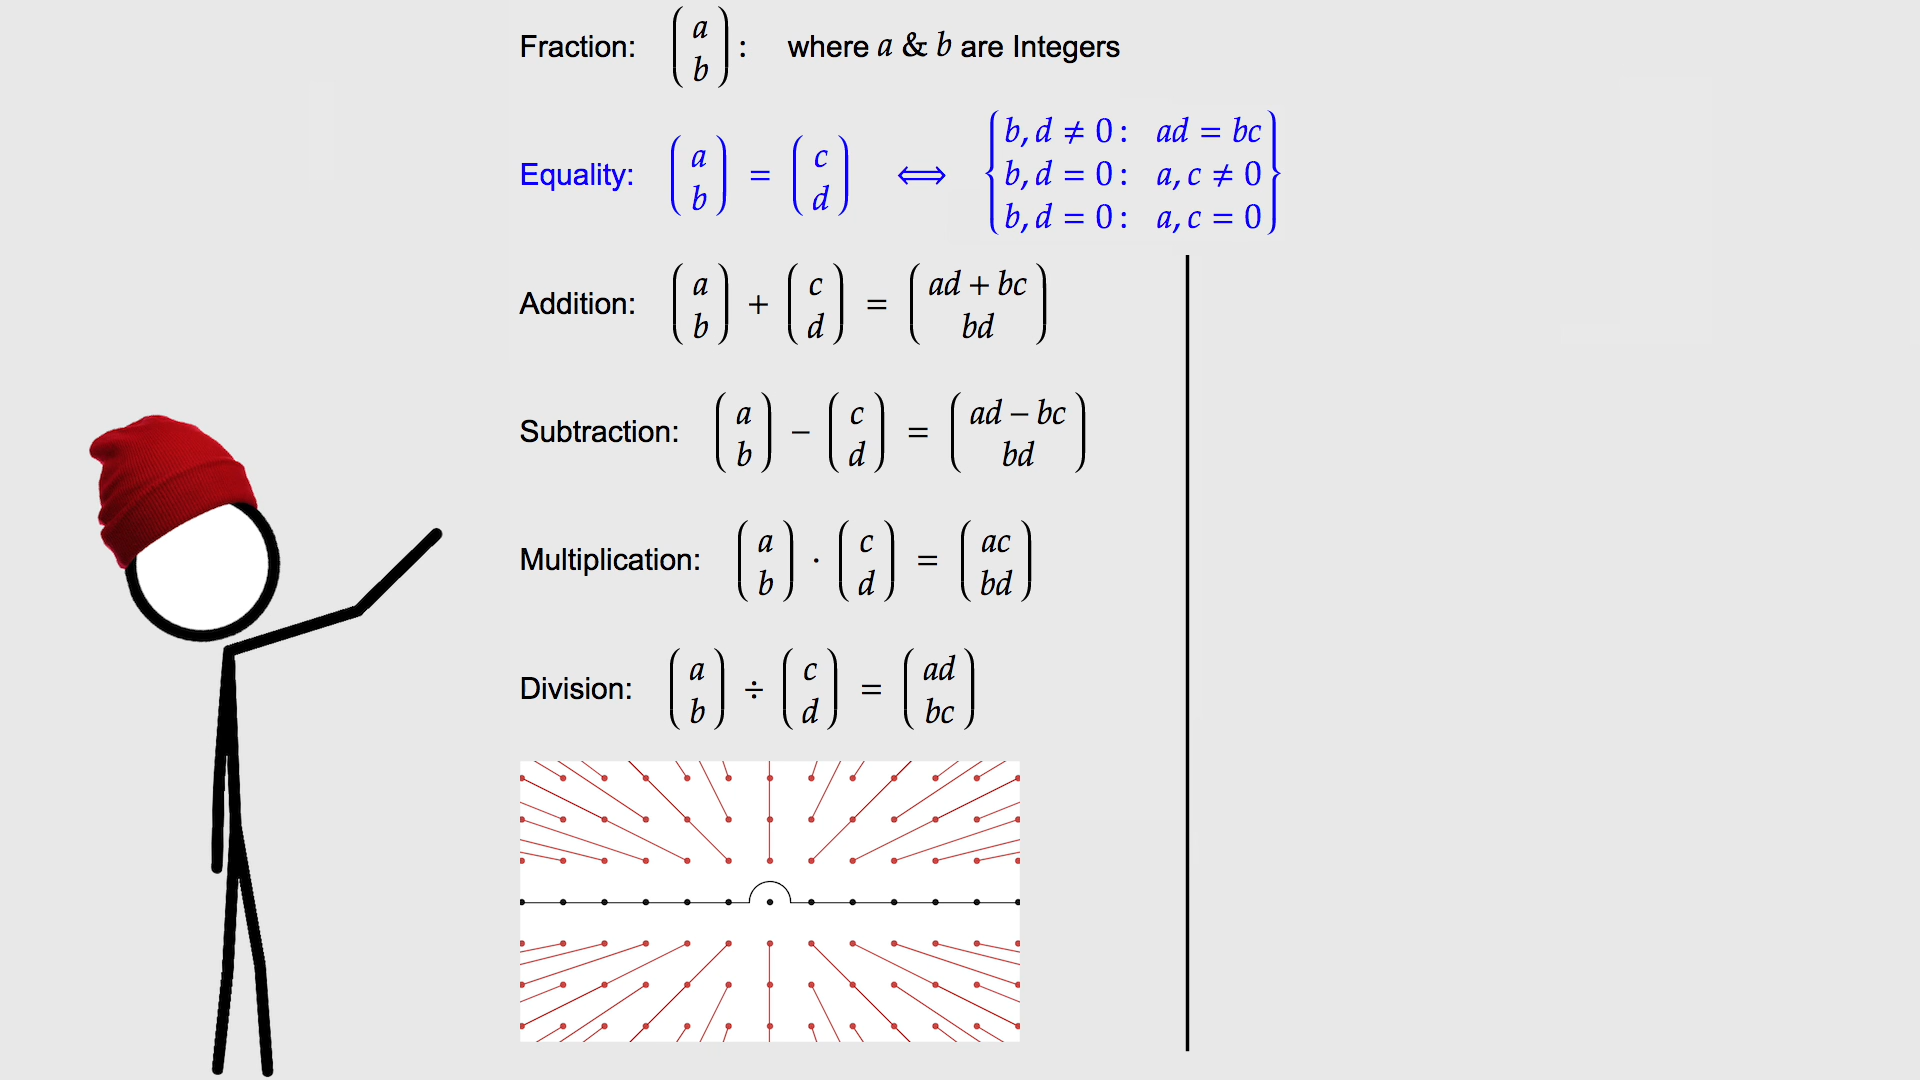 Fraction: (a b) : where a & b are Integers
Equality: (a b) = (c d) ⟺ {b, d ≠ 0 : ad = bc
b, d = 0 : a, c ≠ 0
b, d = 0 : a, c = 0}
Addition: (a b) + (c d) = (ad + bc bd)
Subtraction: (a b) − (c d) = (ad − bc bd)
Multiplication: (a b) · (c d) = (ac bd)
Division: (a b) ÷ (c d) = (ad bc)